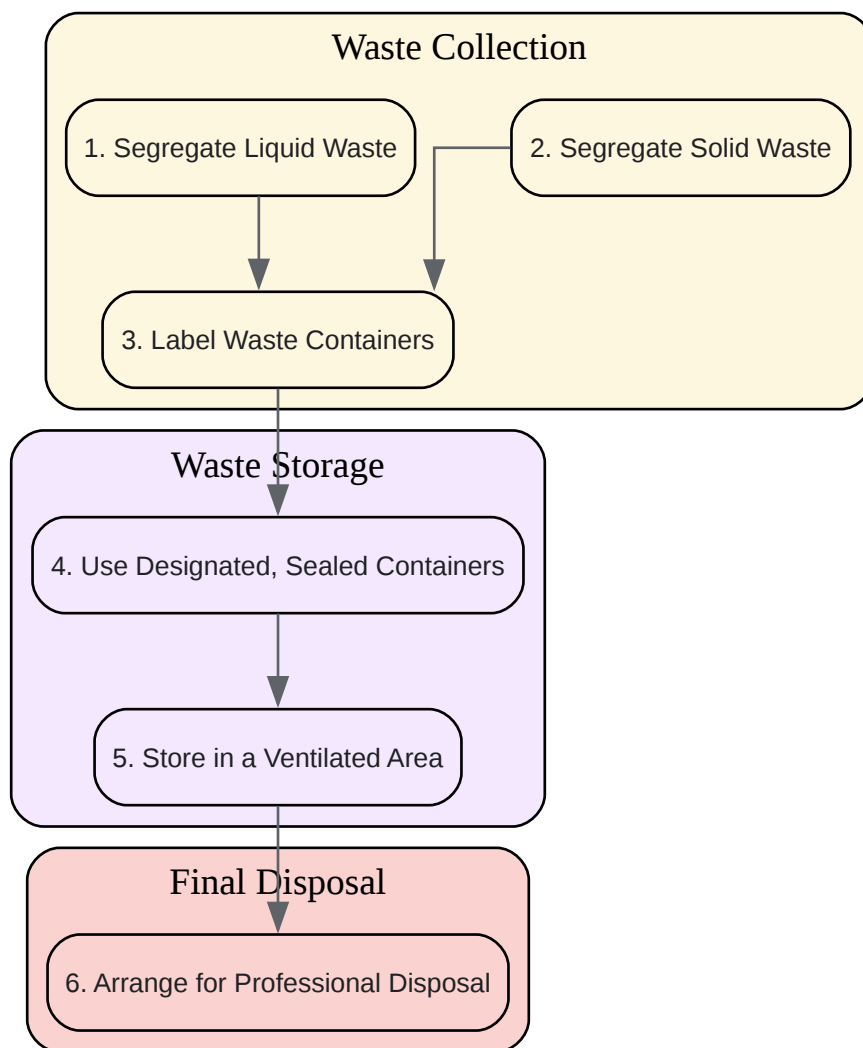 Waste Collection
1. Segregate Liquid Waste
2. Segregate Solid Waste
3. Label Waste Containers
Waste Storage
4. Use Designated, Sealed Containers
5. Store in a Ventilated Area
Final Disposal
6. Arrange for Professional Disposal